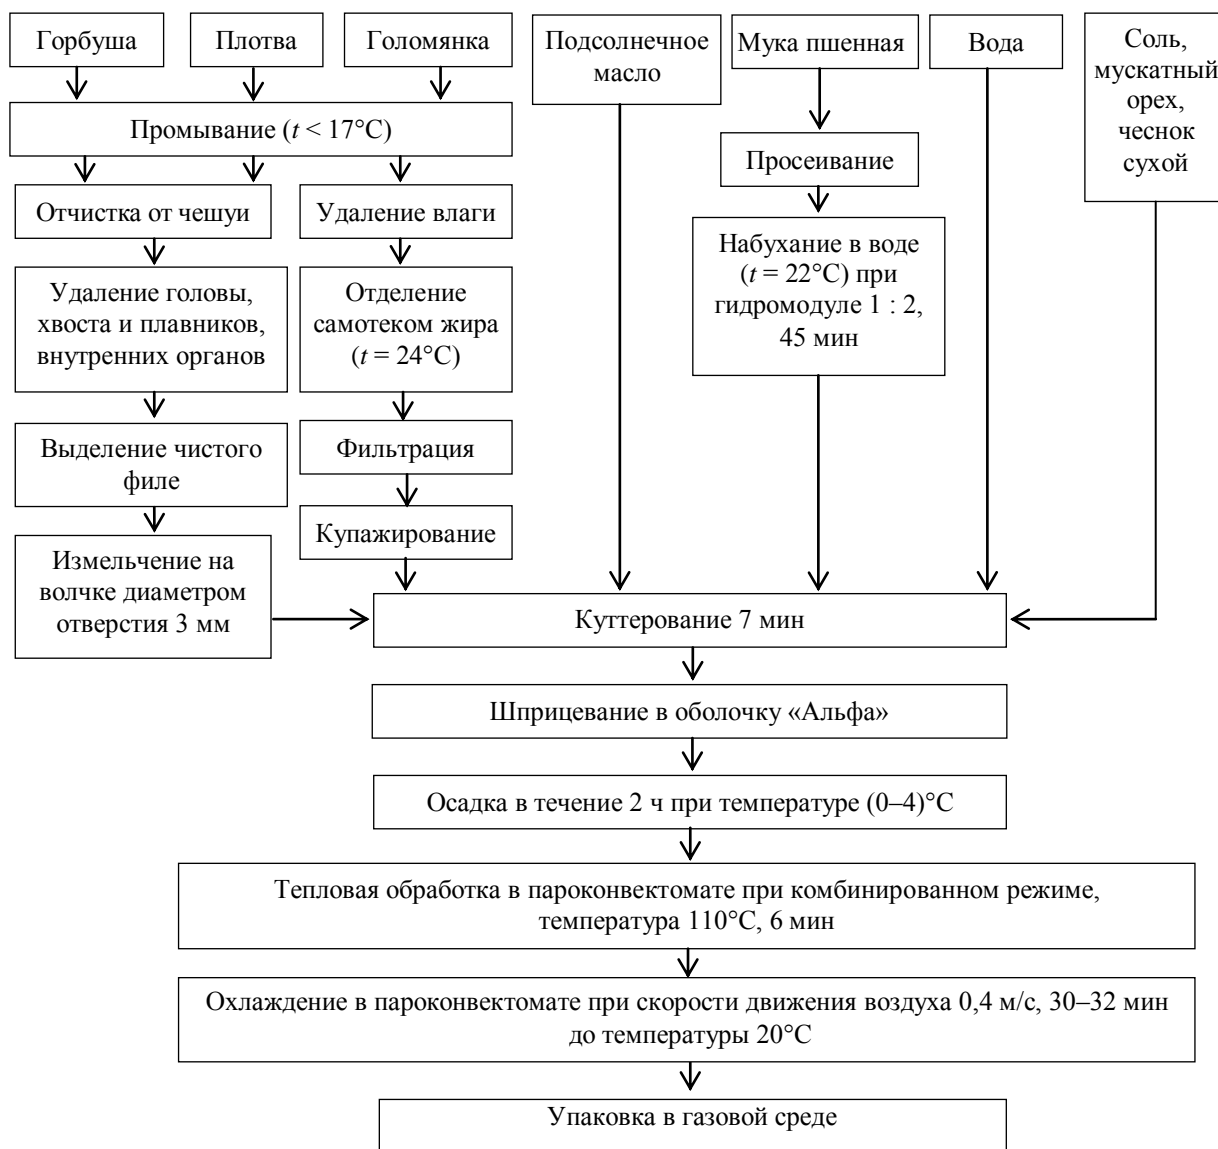 Горбуша
Плотва
Голомянка
Подсолнечное
масло
Мука пшенная
Вода
Соль,
мускатный
орех,
чеснок
сухой
Промывание (t < 17°C)
Просеивание
Отчистка от чешуи
Удаление влаги
Набухание в воде
(t = 22°C) при
гидромодуле 1 : 2,
45 мин
Удаление головы,
хвоста и плавников,
внутренних органов
Отделение
самотеком жира
(t = 24°C)
Выделение чистого
филе
Фильтрация
Купажирование
Измельчение на
волчке диаметром
отверстия 3 мм
Куттерование 7 мин
Шприцевание в оболочку «Альфа»
Осадка в течение 2 ч при температуре (0–4)°C
Тепловая обработка в пароконвектомате при комбинированном режиме,
температура 110°C, 6 мин
Охлаждение в пароконвектомате при скорости движения воздуха 0,4 м/с, 30–32 мин
до температуры 20°C
Упаковка в газовой среде